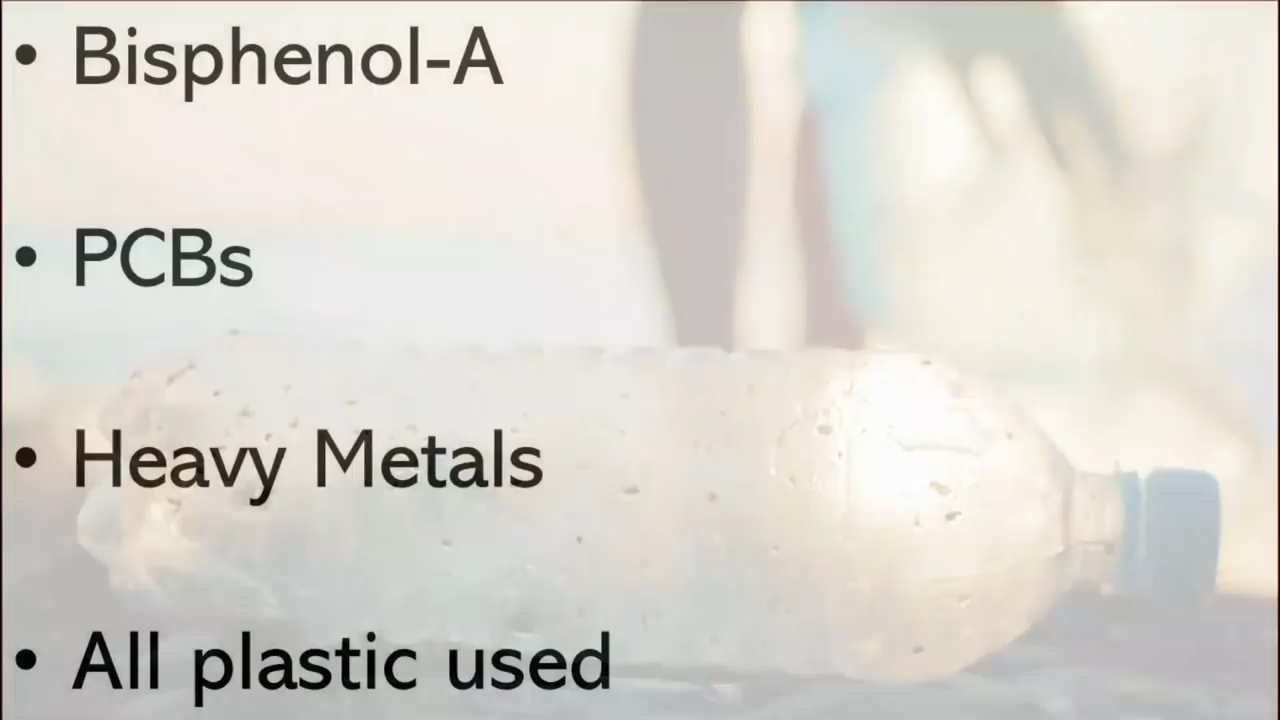 • Bisphenol-A
• PCBs
• Heavy Metals
• All plastic used